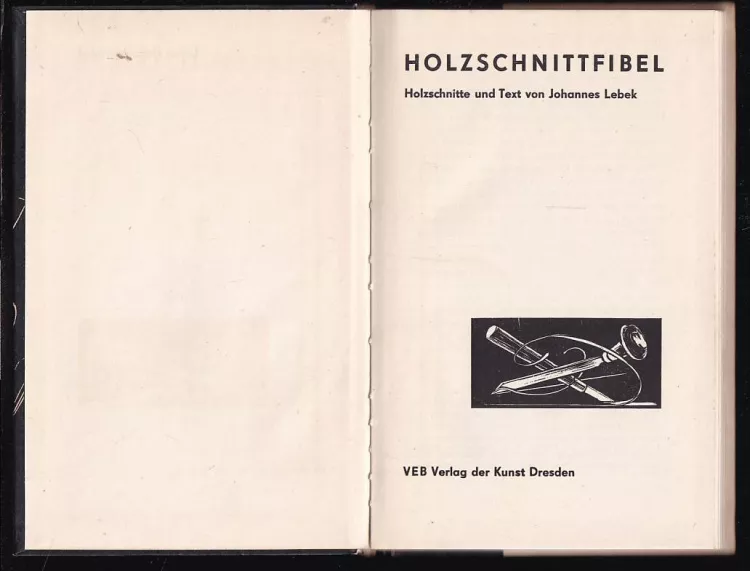 HOLZSCHNITTFIBEL
Holzschnitte und Text von Johannes Lebek
VEB Verlag der Kunst Dresden